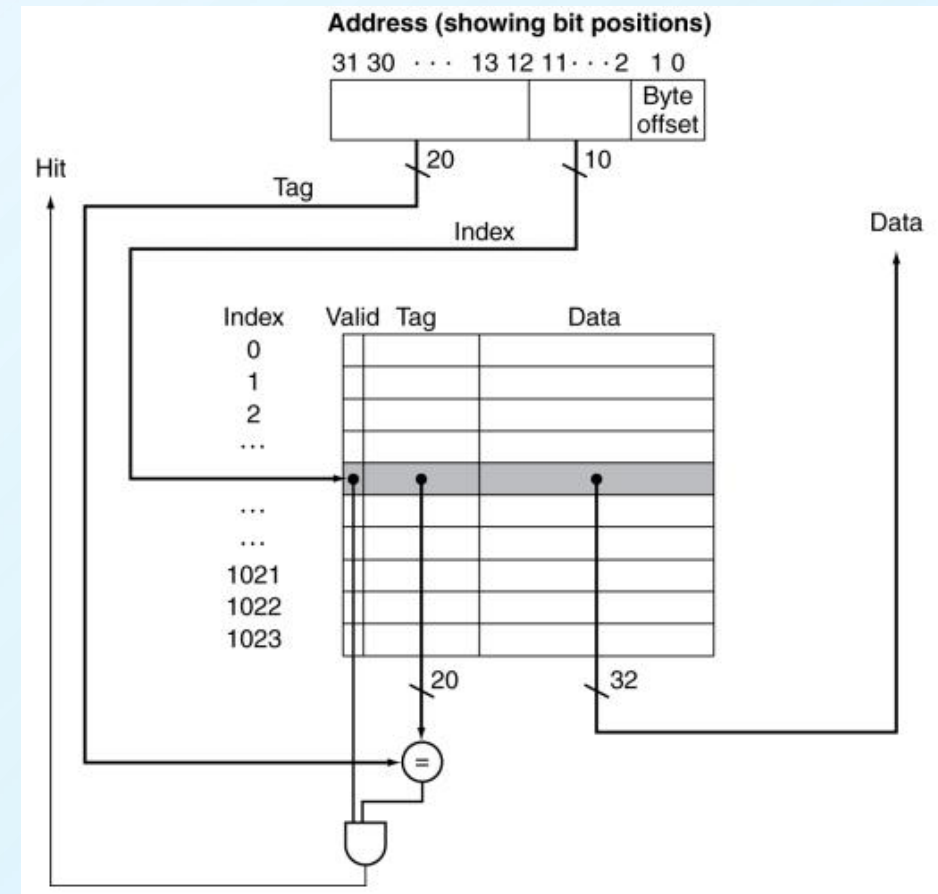 Address (showing bit positions)
31 30 · · · 13 12 11 · · · 2 1 0
Byte
offset
20
10
Hit
Tag
Index
Data
Index Valid Tag Data
0
1
2
...
...
...
1021
1022
1023
20
32
=